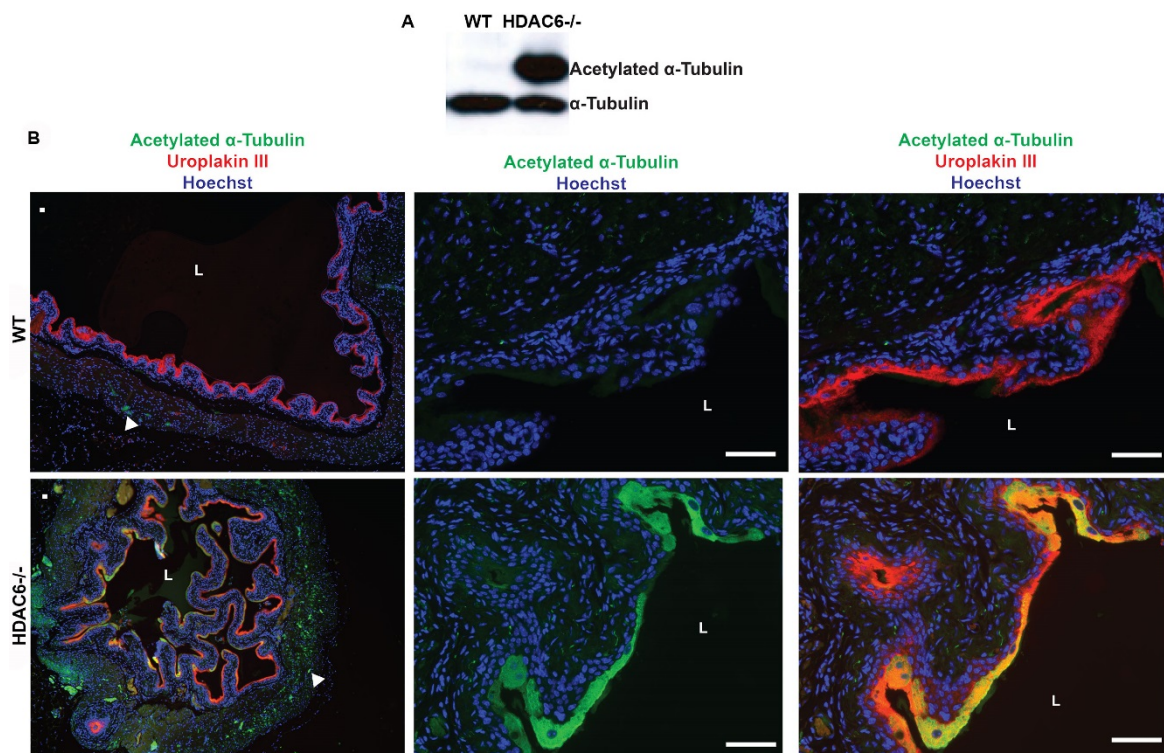 A
WT HDAC6-/-
Acetylated α-Tubulin
α-Tubulin
B
Acetylated α-Tubulin
Uroplakin III
Hoechst
Acetylated α-Tubulin
Hoechst
Acetylated α-Tubulin
Uroplakin III
Hoechst
WT
L
L
L
HDAC6-/-
L
L
L